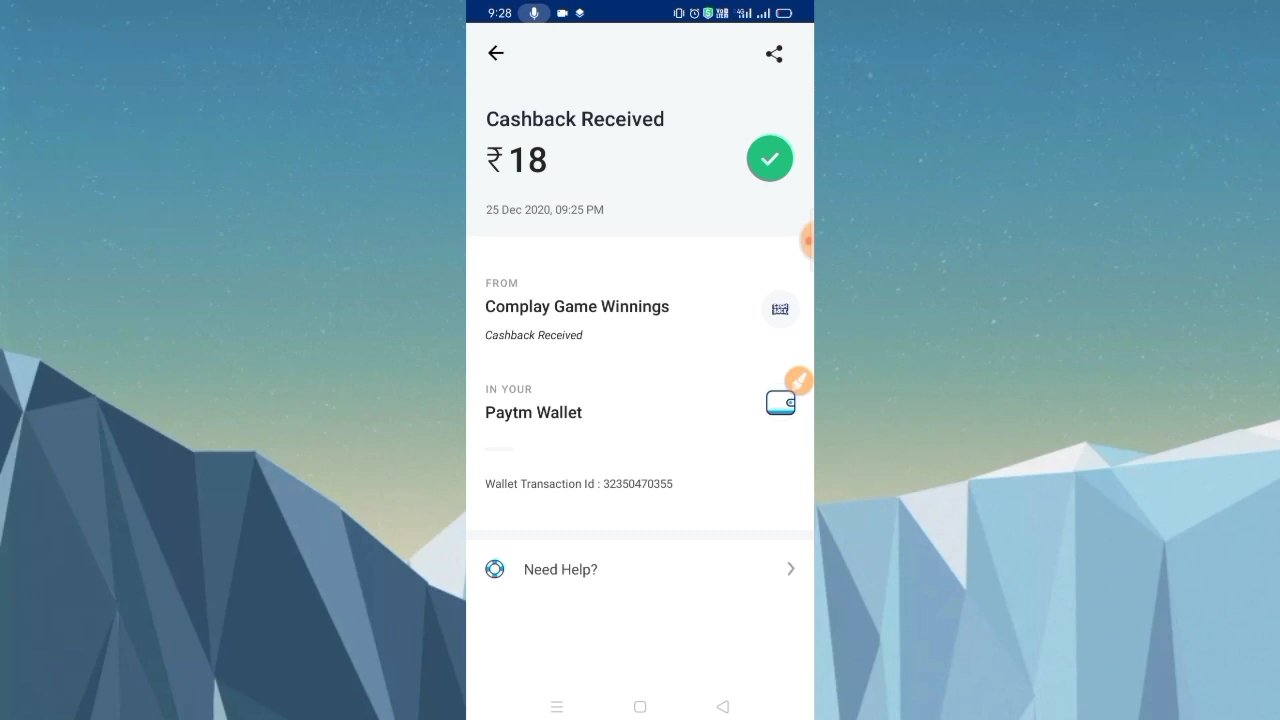 9:28
Cashback Received
₹18
25 Dec 2020, 09:25 PM
FROM
Complay Game Winnings
Cashback Received
IN YOUR
Paytm Wallet
Wallet Transaction Id : 32350470355
Need Help?